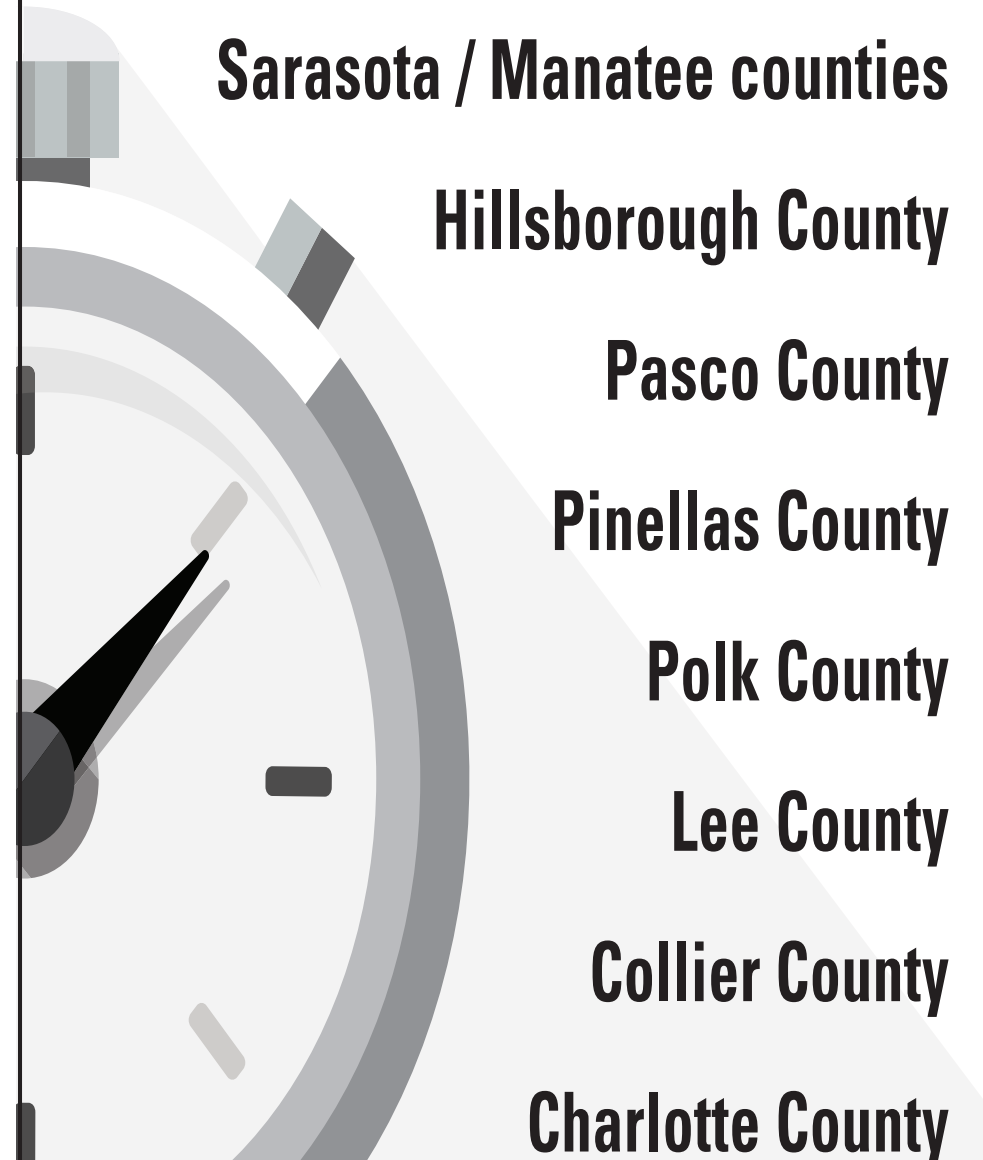 Sarasota / Manatee counties
Hillsborough County
Pasco County
Pinellas County
Polk County
Lee County
Collier County
Charlotte County